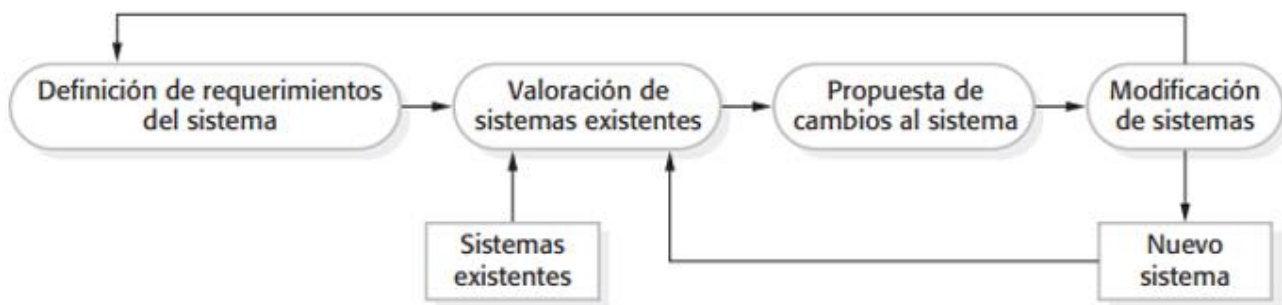 Definición de requerimientos
del sistema
Valoración de
sistemas existentes
Propuesta de
cambios al sistema
Modificación
de sistemas
Sistemas
existentes
Nuevo
sistema